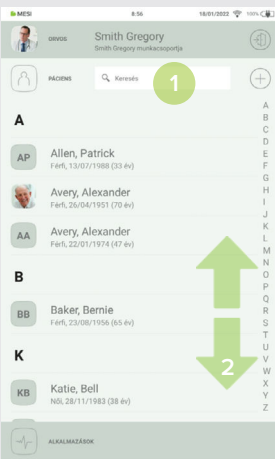 MESI 8:56 18/01/2022 100%
ORVOS Smith Gregory
Smith Gregory munkacsoportja
PÁCIENS Keresés 1
A
AP Allen, Patrick
Férfi, 13/07/1988 (33 év)
Avery, Alexander
Férfi, 26/04/1951 (70 év)
AA Avery, Alexander
Férfi, 22/01/1974 (47 év)
B
BB Baker, Bernie
Férfi, 23/08/1956 (65 év)
K
2
KB Katie, Bell
Női, 28/11/1983 (38 év)
A
B
C
D
E
F
G
H
I
J
K
L
M
N
O
P
Q
R
S
T
U
V
W
X
Y
Z
ALKALMAZÁSOK